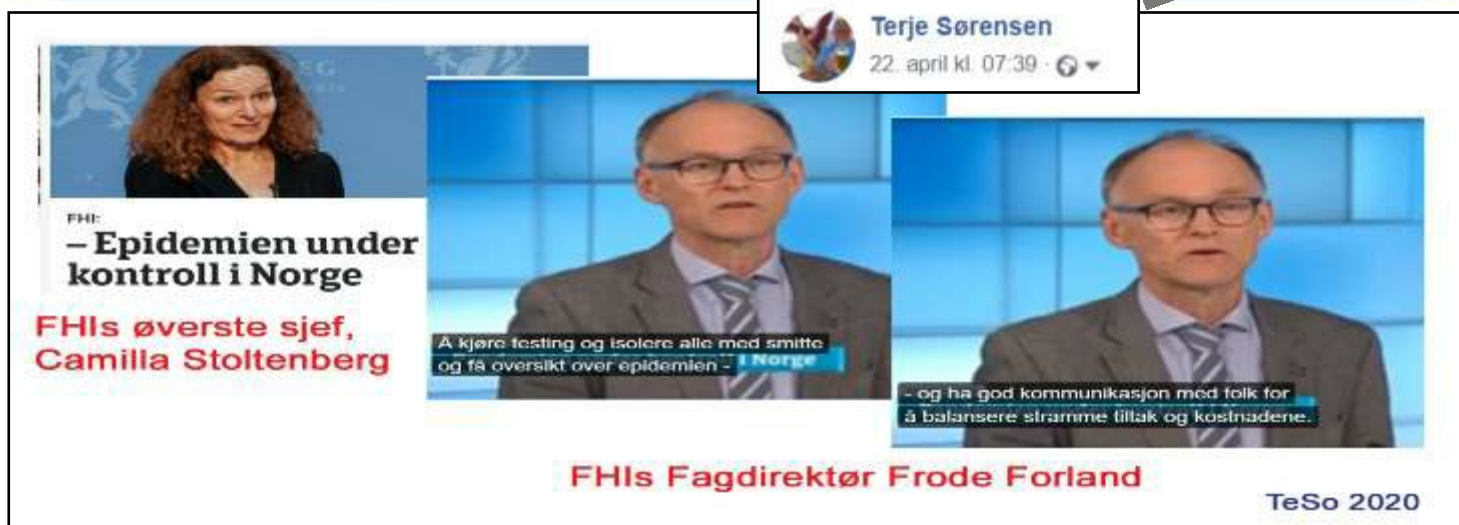 Terje Sørensen
22. april kl. 07:39
FHI:
– Epidemien under
kontroll i Norge
FHIs øverste sjef,
Camilla Stoltenberg
Å kjøre testing og isolere alle med smitte
og få oversikt over epidemien -
i Norge
- og ha god kommunikasjon med folk for
å balansere stramme tiltak og kostnadene.
FHIs Fagdirektør Frode Forland
TeSo 2020